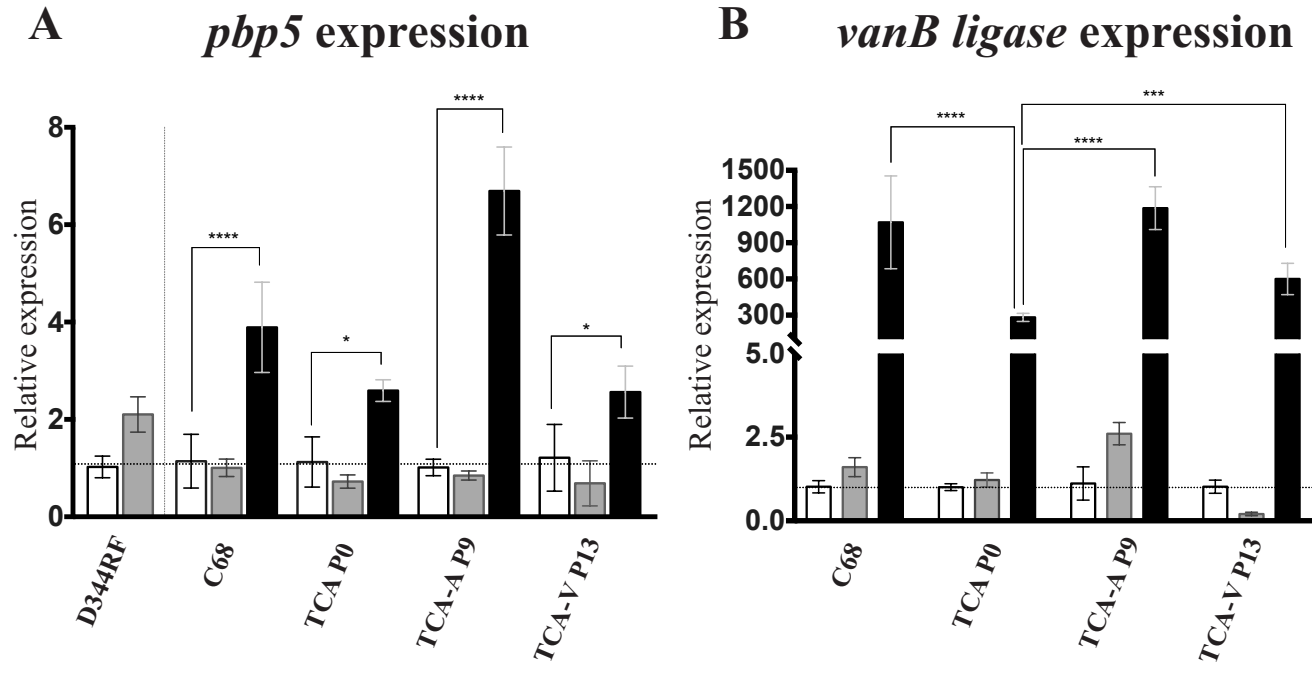 A
pbp5 expression
****
****
*
*
8
6
4
2
0
Relative expression
D344RF
C68
TCA P0
TCA-A P9
TCA-V P13
B
vanB ligase expression
***
****
****
1500
1200
900
600
300
5.0
2.5
0.0
Relative expression
Relative expression
C68
TCA P0
TCA-A P9
TCA-V P13